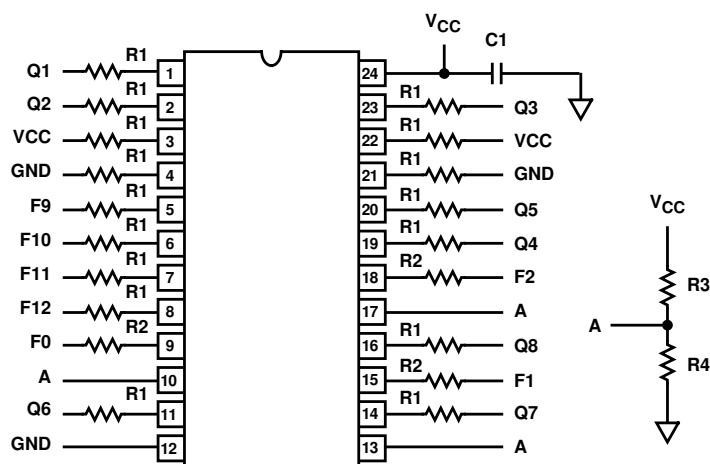 VCC C1
Q1 R1 1 24
Q2 R1 2 23 R1 Q3
VCC R1 3 22 R1 VCC
GND R1 4 21 R1 GND
F9 R1 5 20 R1 Q5
F10 R1 6 19 R1 Q4
F11 R1 7 18 R2 F2
F12 R1 8 17 A
F0 R2 9 16 R1 Q8
A 10 15 R2 F1
Q6 R1 11 14 R1 Q7
GND 12 13 A
VCC
R3
A
R4